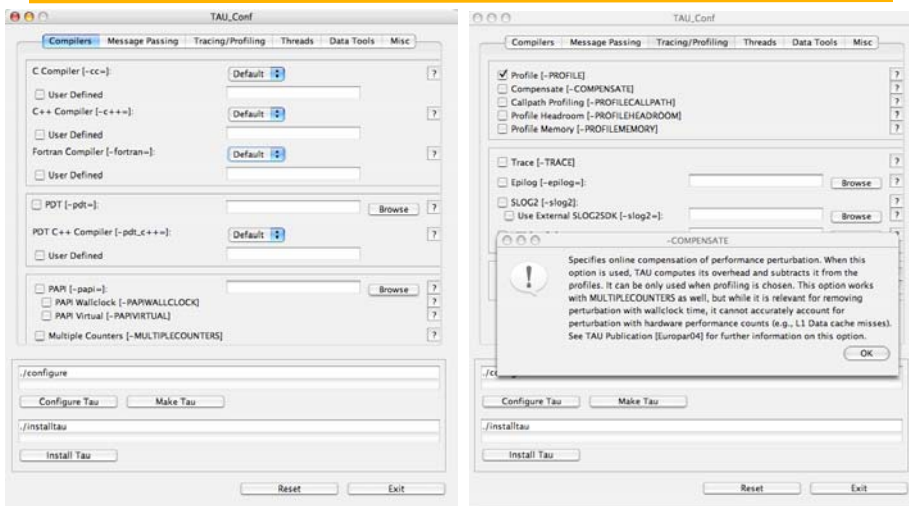 TAU_Conf
Compilers Message Passing Tracing/Profiling Threads Data Tools Misc
C Compiler [-cc=]: Default ?
User Defined
C++ Compiler [-c++=]: Default ?
User Defined
Fortran Compiler [-fortran=]: Default ?
User Defined
PDT [-pdt=]: Browse ?
PDT C++ Compiler [-pdt_c++=]: Default ?
User Defined
PAPI [-papi=]: Browse ?
PAPI Wallclock [-PAPIWALLCLOCK] ?
PAPI Virtual [-PAPIVIRTUAL] ?
Multiple Counters [-MULTIPLECOUNTERS] ?
./configure
Configure Tau Make Tau
./installtau
Install Tau
Reset Exit
TAU_Conf
Compilers Message Passing Tracing/Profiling Threads Data Tools Misc
Profile [-PROFILE] ?
Compensate [-COMPENSATE] ?
Callpath Profiling [-PROFILECALLPATH] ?
Profile Headroom [-PROFILEHEADROOM] ?
Profile Memory [-PROFILEMEMORY] ?
Trace [-TRACE] ?
Epilog [-epilog=]: Browse ?
SLOG2 [-slog2]: ?
Use External SLOG2SDK [-slog2=]: Browse ?
-COMPENSATE
Specifies online compensation of performance perturbation. When this
option is used, TAU computes its overhead and subtracts it from the
profiles. It can be only used when profiling is chosen. This option works
with MULTIPLECOUNTERS as well, but while it is relevant for removing
perturbation with wallclock time, it cannot accurately account for
perturbation with hardware performance counts (e.g., L1 Data cache misses).
See TAU Publication [Europar04] for further information on this option.
OK
Configure Tau Make Tau
./installtau
Install Tau
Reset Exit